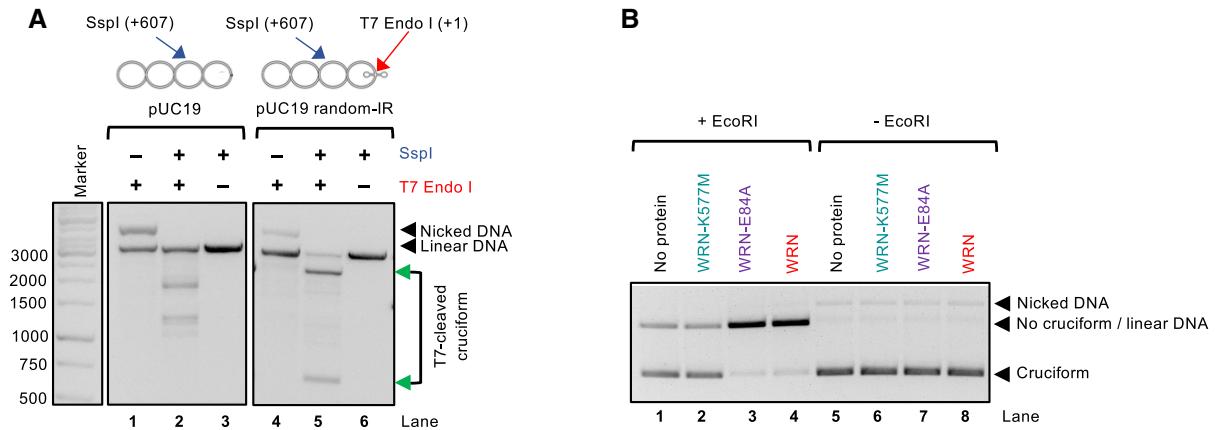 A
SspI (+607)
SspI (+607)
T7 Endo I (+1)
pUC19
pUC19 random-IR
Marker
– + + – + + SspI
+ + – + + – T7 Endo I
Nicked DNA
Linear DNA
3000
2000
1500
1000
750
500
T7-cleaved
cruciform
1 2 3 4 5 6 Lane
B
+ EcoRI
- EcoRI
No protein
WRN-K577M
WRN-E84A
WRN
No protein
WRN-K577M
WRN-E84A
WRN
Nicked DNA
No cruciform / linear DNA
Cruciform
1 2 3 4 5 6 7 8 Lane